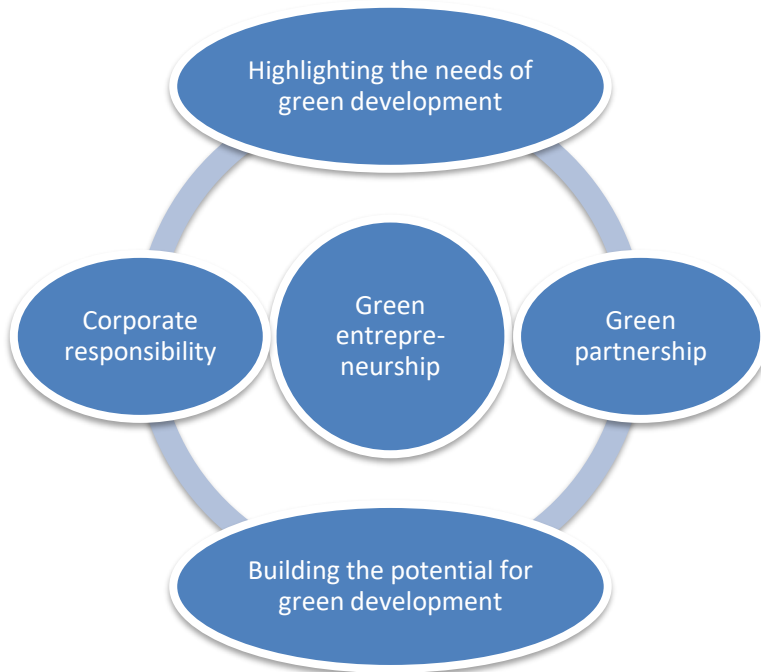 Highlighting the needs of
green development
Corporate
responsibility
Green
entrepre-
neurship
Green
partnership
Building the potential for
green development